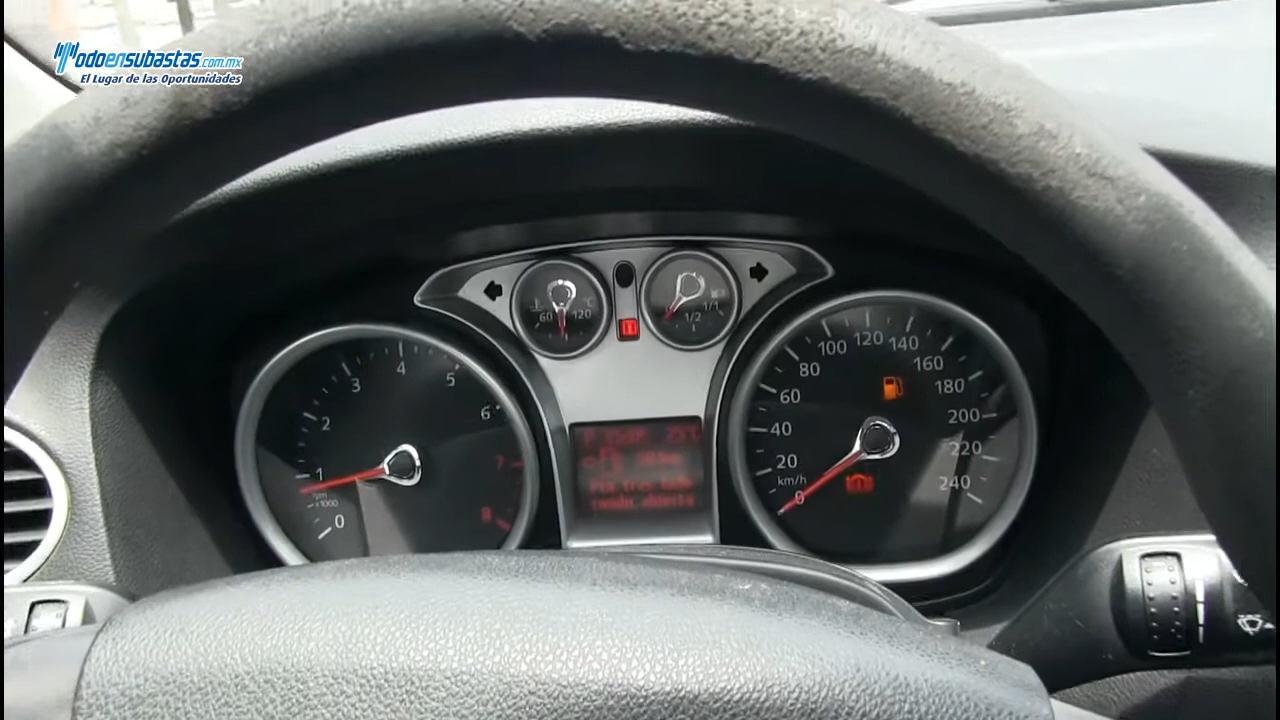 Modoensubastas.com.mx
El Lugar de las Oportunidades
60 120 °C
1/2 1/1
1 2 3 4 5 6 7 8
rpm
x1000
0
0 20 40 60 80 100 120 140 160 180 200 220 240
km/h